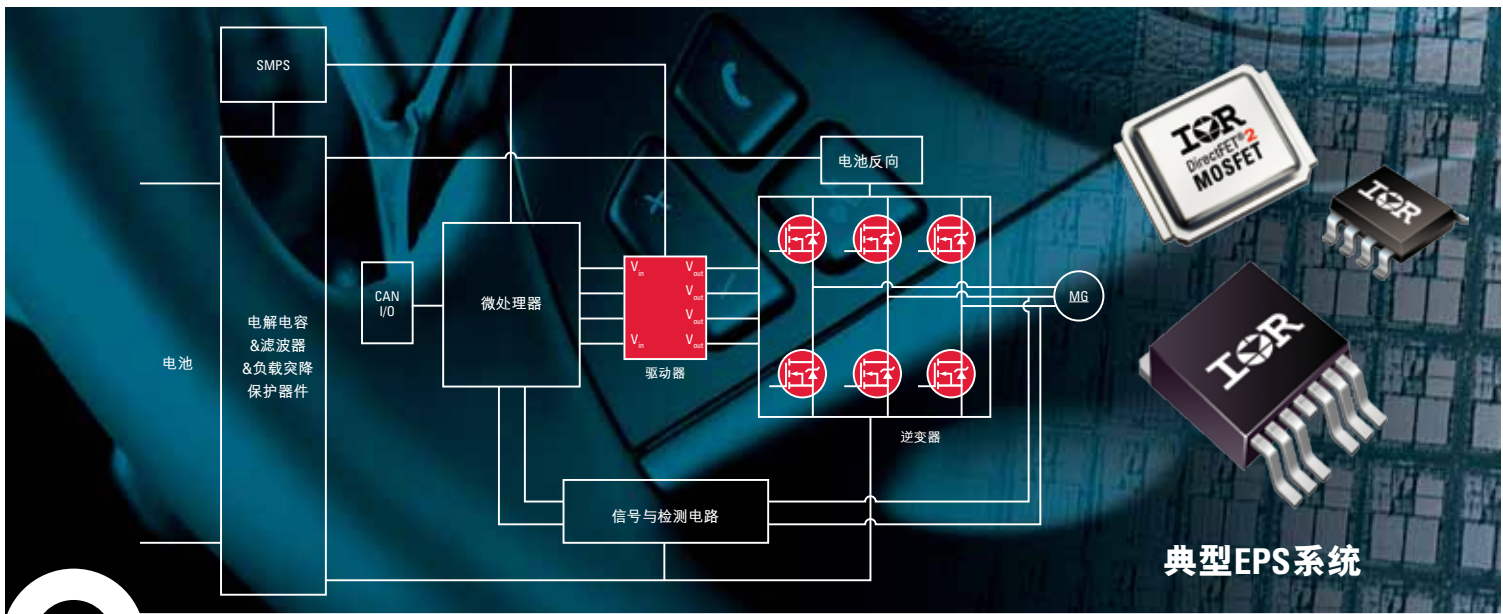 SMPS
电池
电解电容
&滤波器
&负载突降
保护器件
CAN
I/O
微处理器
Vin
Vin
Vout
Vout
Vout
Vout
驱动器
电池反向
逆变器
MG
信号与检测电路
IOR
DirectFET®2
MOSFET
IOR
IOR
典型EPS系统